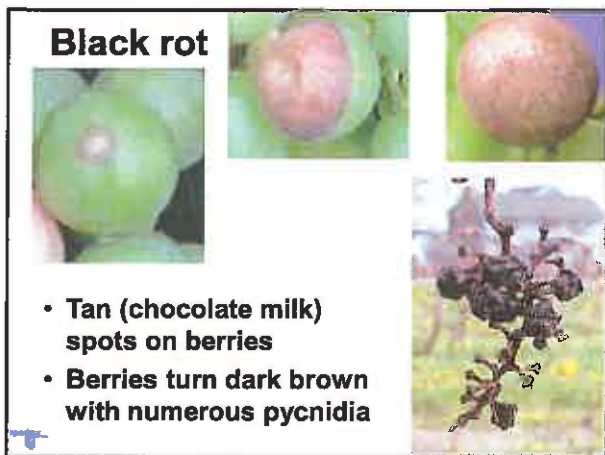 Black rot
• Tan (chocolate milk)
spots on berries
• Berries turn dark brown
with numerous pycnidia